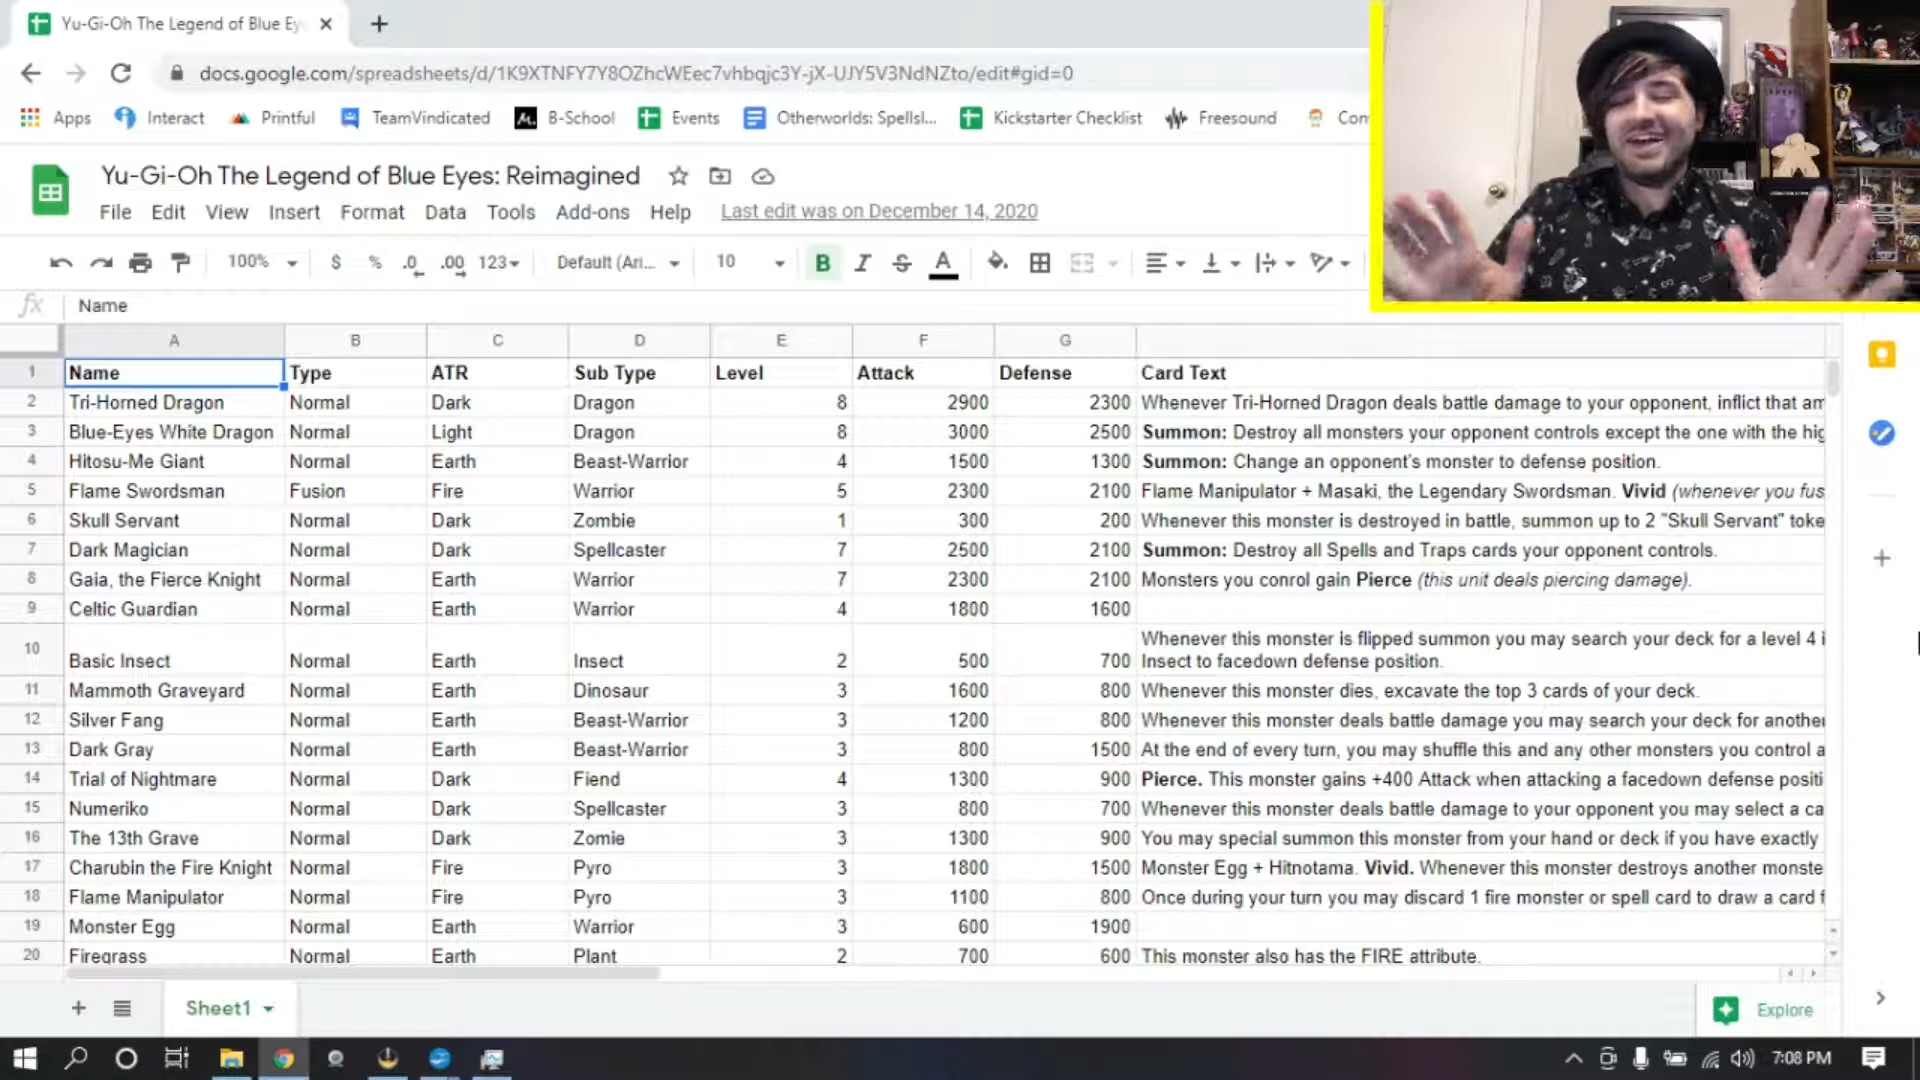 Yu-Gi-Oh The Legend of Blue Ey
docs.google.com/spreadsheets/d/1K9XTNFY7Y8OZhcWEec7vhbqjc3Y-jX-UJY5V3NdNZto/edit#gid=0
Apps Interact Printful TeamVindicated B-School Events Otherworlds: Spellsl... Kickstarter Checklist Freesound Con
Yu-Gi-Oh The Legend of Blue Eyes: Reimagined
File Edit View Insert Format Data Tools Add-ons Help Last edit was on December 14, 2020
100% $ % .0 .00 123 Default (Ari... 10 B I S A
fx Name
A B C D E F G
1 Name Type ATR Sub Type Level Attack Defense Card Text
2 Tri-Horned Dragon Normal Dark Dragon 8 2900 2300 Whenever Tri-Horned Dragon deals battle damage to your opponent, inflict that am
3 Blue-Eyes White Dragon Normal Light Dragon 8 3000 2500 Summon: Destroy all monsters your opponent controls except the one with the hig
4 Hitosu-Me Giant Normal Earth Beast-Warrior 4 1500 1300 Summon: Change an opponent's monster to defense position.
5 Flame Swordsman Fusion Fire Warrior 5 2300 2100 Flame Manipulator + Masaki, the Legendary Swordsman. Vivid (whenever you fus
6 Skull Servant Normal Dark Zombie 1 300 200 Whenever this monster is destroyed in battle, summon up to 2 "Skull Servant" toke
7 Dark Magician Normal Dark Spellcaster 7 2500 2100 Summon: Destroy all Spells and Traps cards your opponent controls.
8 Gaia, the Fierce Knight Normal Earth Warrior 7 2300 2100 Monsters you conrol gain Pierce (this unit deals piercing damage).
9 Celtic Guardian Normal Earth Warrior 4 1800 1600
Whenever this monster is flipped summon you may search your deck for a level 4 i
10 Basic Insect Normal Earth Insect 2 500 700 Insect to facedown defense position.
11 Mammoth Graveyard Normal Earth Dinosaur 3 1600 800 Whenever this monster dies, excavate the top 3 cards of your deck.
12 Silver Fang Normal Earth Beast-Warrior 3 1200 800 Whenever this monster deals battle damage you may search your deck for another
13 Dark Gray Normal Earth Beast-Warrior 3 800 1500 At the end of every turn, you may shuffle this and any other monsters you control a
14 Trial of Nightmare Normal Dark Fiend 4 1300 900 Pierce. This monster gains +400 Attack when attacking a facedown defense positi
15 Numeriko Normal Dark Spellcaster 3 800 700 Whenever this monster deals battle damage to your opponent you may select a ca
16 The 13th Grave Normal Dark Zomie 3 1300 900 You may special summon this monster from your hand or deck if you have exactly
17 Charubin the Fire Knight Normal Fire Pyro 3 1800 1500 Monster Egg + Hitnotama. Vivid. Whenever this monster destroys another monste
18 Flame Manipulator Normal Fire Pyro 3 1100 800 Once during your turn you may discard 1 fire monster or spell card to draw a card f
19 Monster Egg Normal Earth Warrior 3 600 1900
20 Firegrass Normal Earth Plant 2 700 600 This monster also has the FIRE attribute.
Sheet1 Explore
7:08 PM